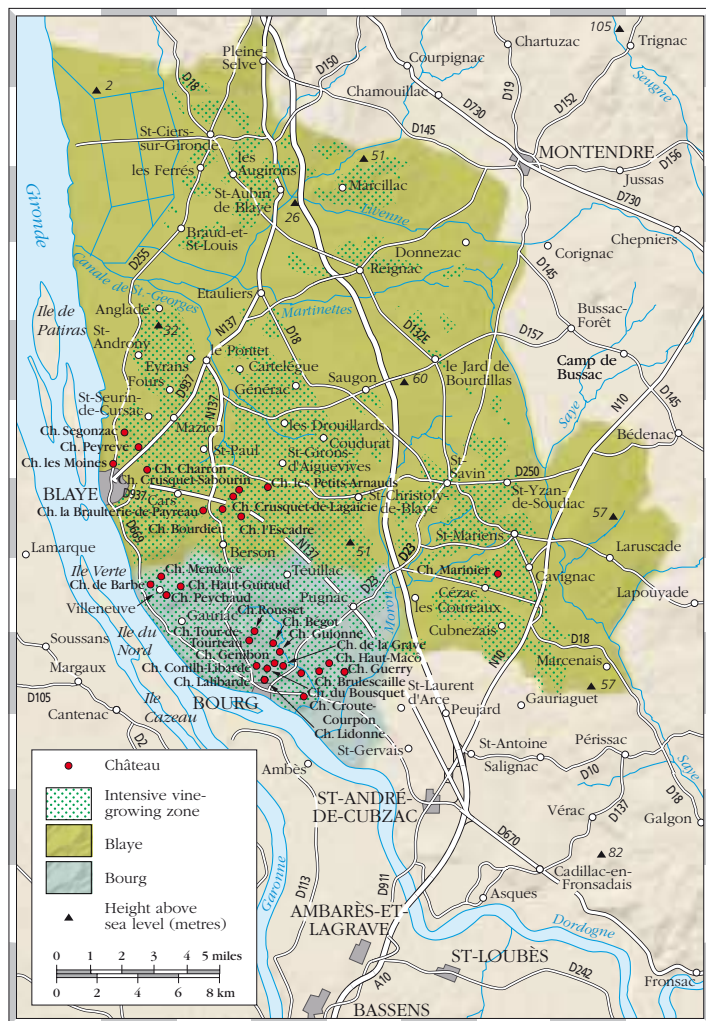 105
Chartuzac
Trignac
Pleine-
Selve
D150
Courpignac
D18
2
Chamouillac
D19
Seugne
D730
D152
D145
St-Ciers-
sur-Gironde
les
Augirons
51
MONTENDRE
D156
les Ferrés
Marcillac
Jussas
St-Aubin
de Blaye
D730
Gironde
26
Livenne
Chepniers
Braud-et-
St-Louis
Donnezac
Corignac
D255
Reignac
D145
Canale de St.-Georges
Etauliers
Ile de
Patiras
Anglade
Martinettes
Bussac-
Forêt
32
N137
D18
D132E
D157
St-
Androny
le Pontet
Eyrans
Cartelègue
le Jard de
Bourdillas
Camp de
Bussac
Fours
D937
Générac
Saugon
60
N10
St-Seurin-
de-Cursac
N137
Saye
D145
Mazion
les Drouillards
Ch. Segonzac
Coudurat
Bédenac
Ch. Peyreyre
St-Paul
St-Girons
d'Aiguevives
Ch. les Moines
Ch. Charron
St-
Savin
D250
Ch. Crusquet-Sabourin
Ch. les Petits-Arnauds
BLAYE
D937
Cars
St-Christoly-
de-Blaye
St-Yzan-
de-Soudiac
Ch. la Braulterie-de-Payreau
Ch. Crusquet-de-Lagaicie
57
Ch. Bourdieu
Ch. l'Escadre
St-Mariens
D669
Berson
N137
51
D23
Laruscade
Lamarque
Ile Verte
Ch. Mendoce
Teuillac
Ch. Marinier
Cavignac
Ch. de Barbe
Ch. Haut-Guiraud
D23
Cézac
Lapouyade
Villeneuve
Ch. Peychaud
Pugnac
les Coureaux
Ch. Rousset
Gauriac
Ch. Begot
Moron
Cubnezais
Ile du
Nord
Ch. Tour-de-
Tourteau
Ch. Guionne
D18
Soussans
Ch. de la Grave
N10
Ch. Genibon
Ch. Haut-Macô
Marcenais
Ch. Conilh-Libarde
Ch. Guerry
Margaux
Ch. Lalibarde
Ch. Brulescaille
57
D105
Ile
Cazeau
BOURG
Ch. du Bousquet
St-Laurent
d'Arce
Gauriaguet
Cantenac
Ch. Croute-
Courpon
Peujard
Ch. Lidonne
D2
St-Gervais
St-Antoine
Périssac
Saye
Salignac
Ambès
D10
Château
ST-ANDRÉ-
DE-CUBZAC
D18
Intensive vine-
growing zone
Vérac
D137
Galgon
Blaye
D670
82
Garonne
Bourg
D113
D911
Cadillac-en-
Fronsadais
Height above
sea level (metres)
Asques
AMBARÈS-ET-
LAGRAVE
Dordogne
0 1 2 3 4 5 miles
ST-LOUBÈS
0 2 4 6 8 km
A10
D242
Fronsac
BASSENS